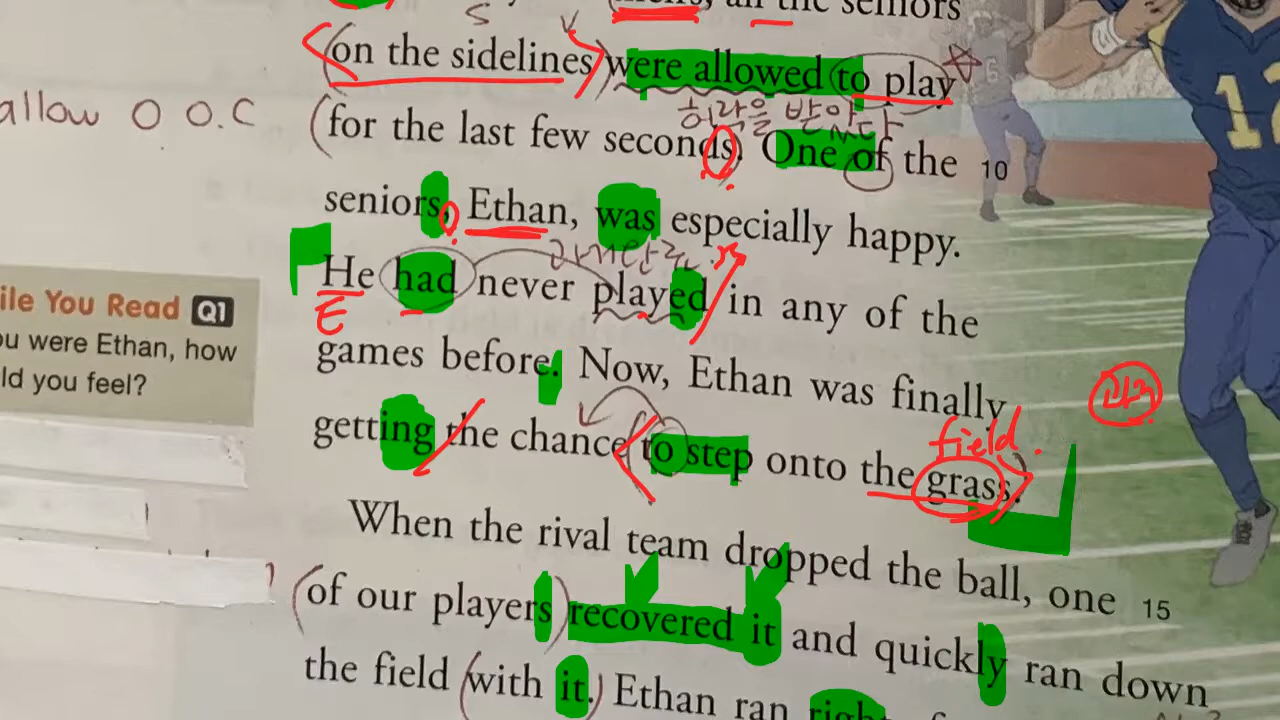 all the seniors
S
on the sidelines were allowed to play
allow O O.C
허락을 받았다
for the last few seconds. One of the 10
seniors, Ethan, was especially happy.
He had never played in any of the
E
games before. Now, Ethan was finally
field.
getting the chance to step onto the grass.
When the rival team dropped the ball, one 15
of our players recovered it and quickly ran down
the field with it. Ethan ran right
ile You Read Q1
ou were Ethan, how
ld you feel?
12